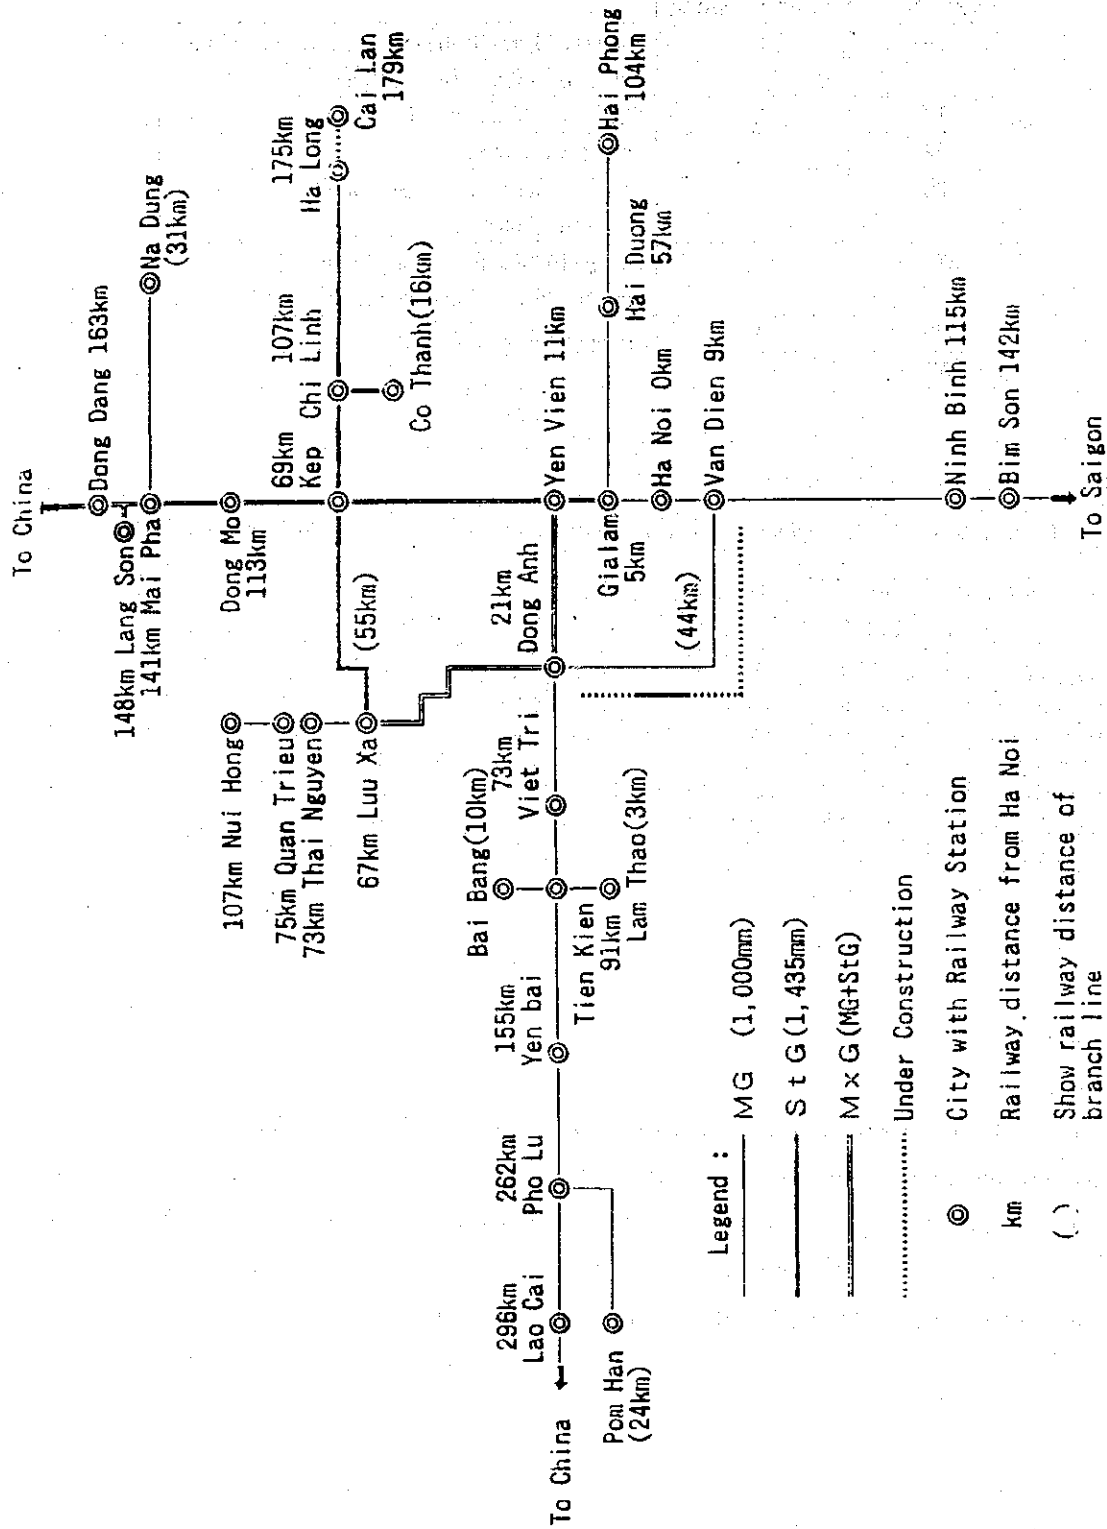 To China
Dong Dang 163km
148km Lang Son
141km Mai Pha
Na Dung
(31km)
Dong Mo
113km
69km
Kep
107km
Chi Linh
175km
Ha Long
Cai Lan
179km
Co Thanh(16km)
(55km)
107km Nui Hong
75km Quan Trieu
73km Thai Nguyen
67km Luu Xa
21km
Dong Anh
Yen Vien 11km
Gialam
5km
Hai Duong
57km
Hai Phong
104km
Ha Noi 0km
Van Dien 9km
(44km)
Ninh Binh 115km
Bim Son 142km
To Saigon
73km
Viet Tri
Bai Bang(10km)
Tien Kien
91km
Lam Thao(3km)
155km
Yen bai
262km
Pho Lu
296km
Lao Cai
To China
Pom Han
(24km)
Legend :
MG (1,000mm)
StG(1,435mm)
MxG(MG+StG)
Under Construction
City with Railway Station
km Railway distance from Ha Noi
( ) Show railway distance of
branch line